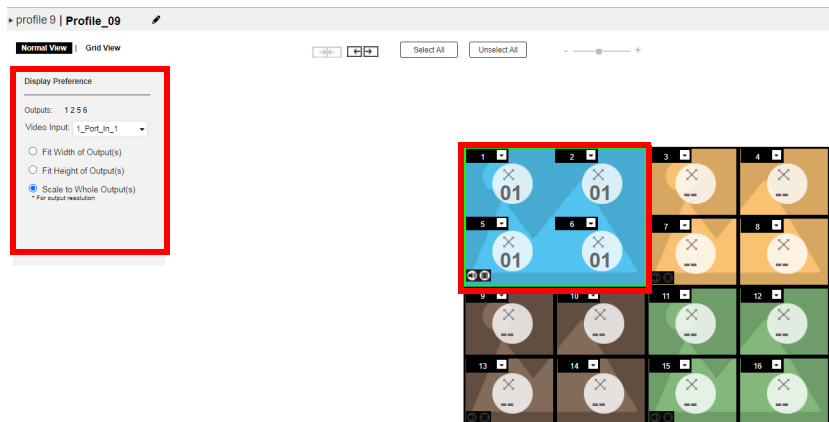 profile 9 | Profile_09
Normal View | Grid View
Select All
Unselect All
- +
Display Preference
Outputs: 1 2 5 6
Video Input: 1_Port_In_1
Fit Width of Output(s)
Fit Height of Output(s)
Scale to Whole Output(s)
* For output resolution
1 2 3 4
01 01 -- --
5 6 7 8
01 01 -- --
9 10 11 12
-- -- -- --
13 14 15 16
-- -- -- --